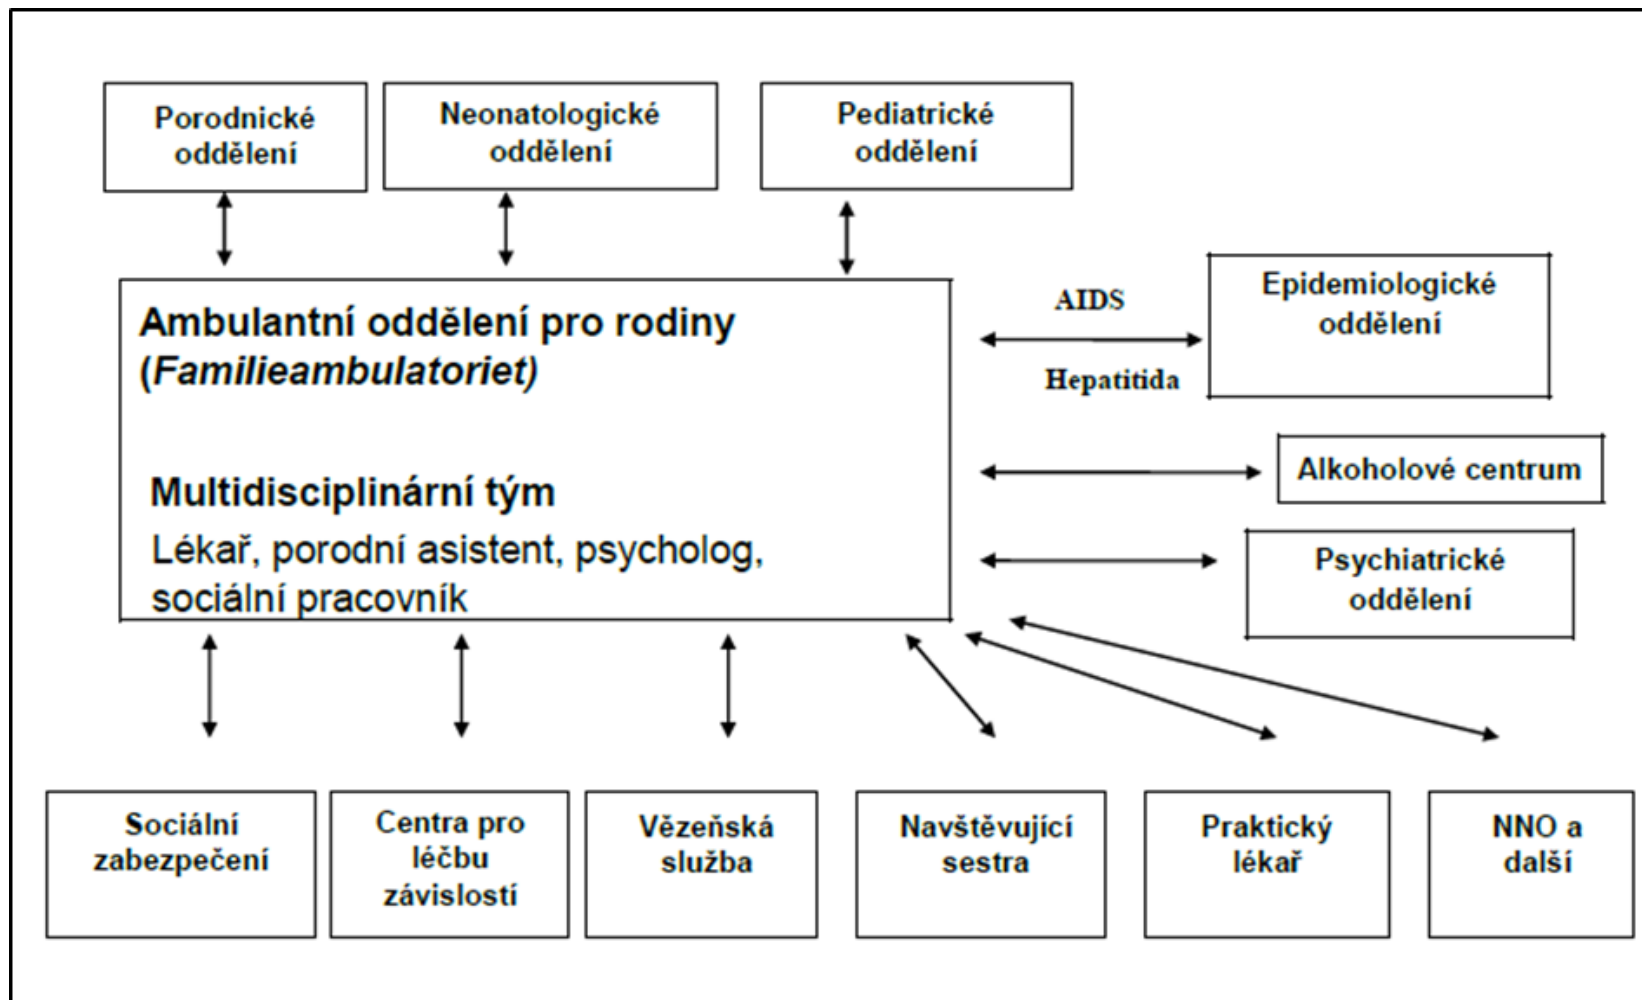 Porodnické
oddělení
Neonatologické
oddělení
Pediatrické
oddělení
Ambulantní oddělení pro rodiny
(Familieambulatoriet)
Multidisciplinární tým
Lékař, porodní asistent, psycholog,
sociální pracovník
AIDS
Hepatitida
Epidemiologické
oddělení
Alkoholové centrum
Psychiatrické
oddělení
Sociální
zabezpečení
Centra pro
léčbu
závislostí
Vězeňská
služba
Navštěvující
sestra
Praktický
lékař
NNO a
další